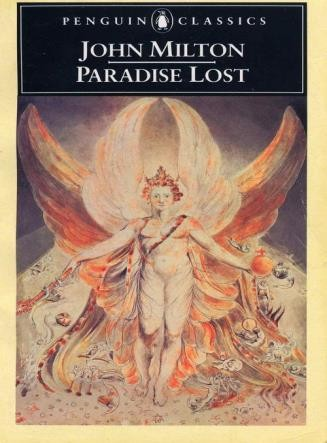 PENGUIN CLASSICS
JOHN MILTON
PARADISE LOST